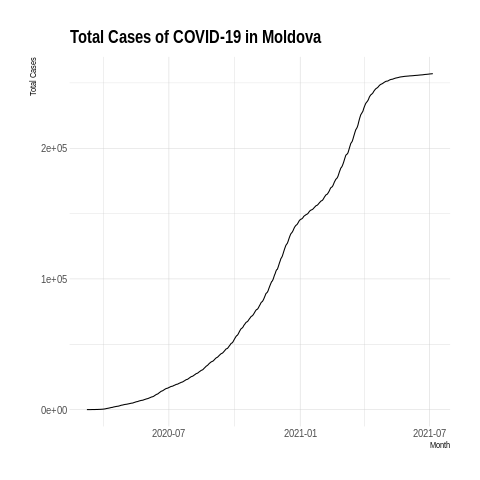 Total Cases of COVID-19 in Moldova
Total Cases
2e+05
1e+05
0e+00
2020-07 2021-01 2021-07
Month